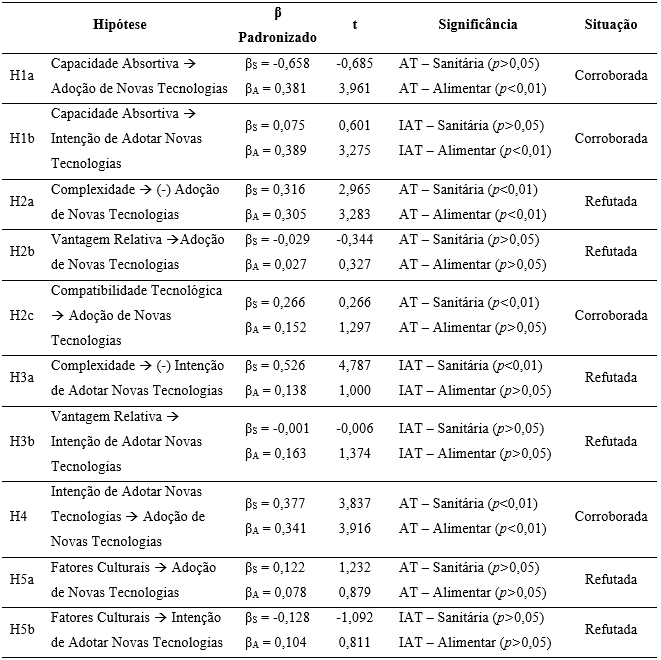 Hipótese β Padronizado t Significância Situação
H1a Capacidade Absortiva → βS = -0,658 -0,685 AT – Sanitária (p>0,05) Corroborada
Adoção de Novas Tecnologias βA = 0,381 3,961 AT – Alimentar (p<0,01)
H1b Capacidade Absortiva → βS = 0,075 0,601 IAT – Sanitária (p>0,05) Corroborada
Intenção de Adotar Novas βA = 0,389 3,275 IAT – Alimentar (p<0,01)
Tecnologias
H2a Complexidade → (-) Adoção βS = 0,316 2,965 AT – Sanitária (p<0,01) Refutada
de Novas Tecnologias βA = 0,305 3,283 AT – Alimentar (p<0,01)
H2b Vantagem Relativa →Adoção βS = -0,029 -0,344 AT – Sanitária (p>0,05) Refutada
de Novas Tecnologias βA = 0,027 0,327 AT – Alimentar (p>0,05)
H2c Compatibilidade Tecnológica βS = 0,266 0,266 AT – Sanitária (p<0,01) Corroborada
→ Adoção de Novas βA = 0,152 1,297 AT – Alimentar (p>0,05)
Tecnologias
H3a Complexidade → (-) Intenção βS = 0,526 4,787 IAT – Sanitária (p<0,01) Refutada
de Adotar Novas Tecnologias βA = 0,138 1,000 IAT – Alimentar (p>0,05)
H3b Vantagem Relativa → βS = -0,001 -0,006 IAT – Sanitária (p>0,05) Refutada
Intenção de Adotar Novas βA = 0,163 1,374 IAT – Alimentar (p>0,05)
Tecnologias
H4 Intenção de Adotar Novas βS = 0,377 3,837 AT – Sanitária (p<0,01) Corroborada
Tecnologias → Adoção de βA = 0,341 3,916 AT – Alimentar (p<0,01)
Novas Tecnologias
H5a Fatores Culturais → Adoção βS = 0,122 1,232 AT – Sanitária (p>0,05) Refutada
de Novas Tecnologias βA = 0,078 0,879 AT – Alimentar (p>0,05)
H5b Fatores Culturais → Intenção βS = -0,128 -1,092 IAT – Sanitária (p>0,05) Refutada
de Adotar Novas Tecnologias βA = 0,104 0,811 IAT – Alimentar (p>0,05)